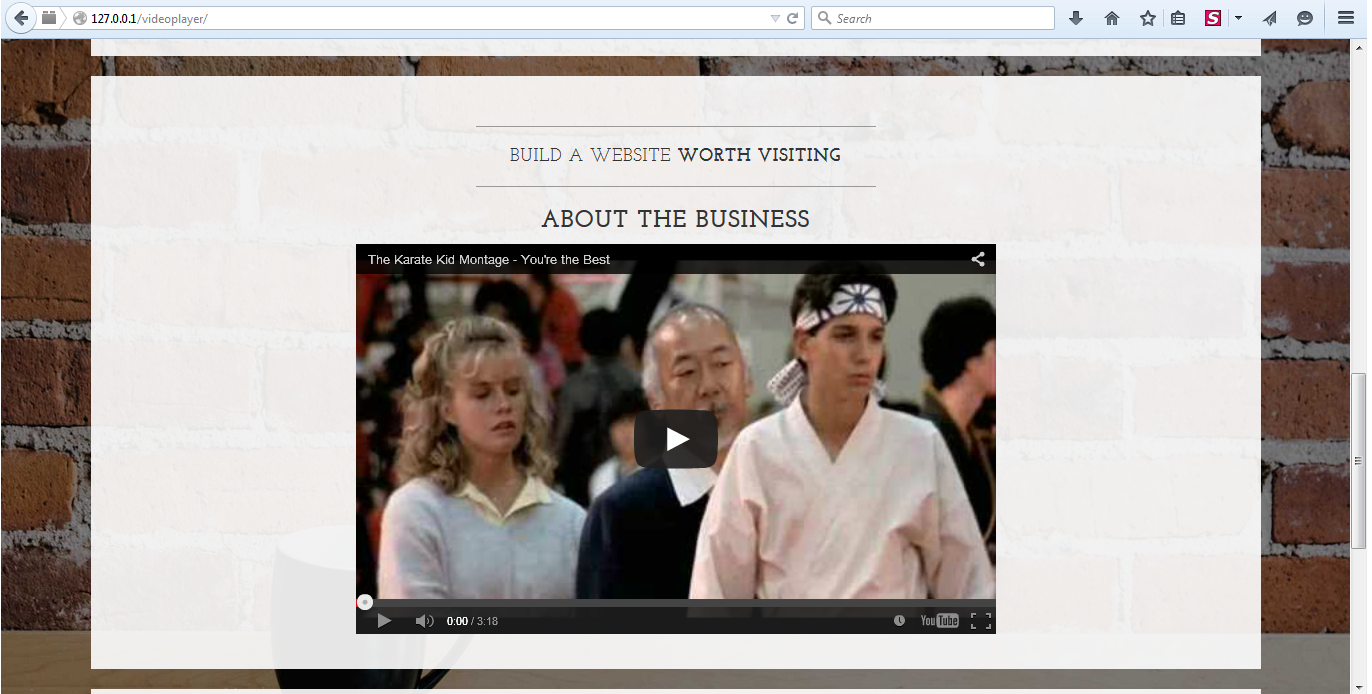 127.0.0.1/videoplayer/
Search
S
BUILD A WEBSITE WORTH VISITING
ABOUT THE BUSINESS
The Karate Kid Montage - You're the Best
0:00 / 3:18
YouTube